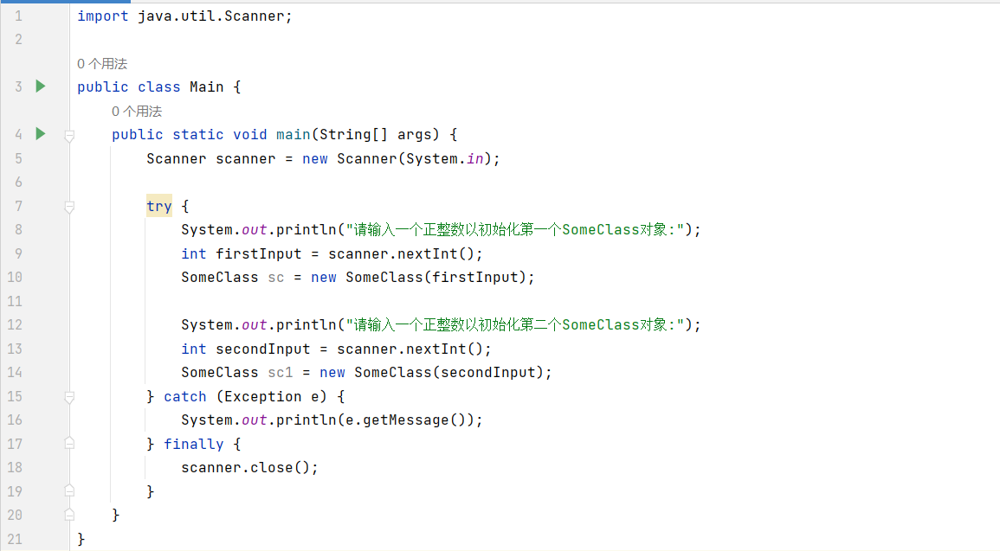 1 import java.util.Scanner;
2
0 个用法
3 public class Main {
0 个用法
4 public static void main(String[] args) {
5 Scanner scanner = new Scanner(System.in);
6
7 try {
8 System.out.println("请输入一个正整数以初始化第一个SomeClass对象:");
9 int firstInput = scanner.nextInt();
10 SomeClass sc = new SomeClass(firstInput);
11
12 System.out.println("请输入一个正整数以初始化第二个SomeClass对象:");
13 int secondInput = scanner.nextInt();
14 SomeClass sc1 = new SomeClass(secondInput);
15 } catch (Exception e) {
16 System.out.println(e.getMessage());
17 } finally {
18 scanner.close();
19 }
20 }
21 }